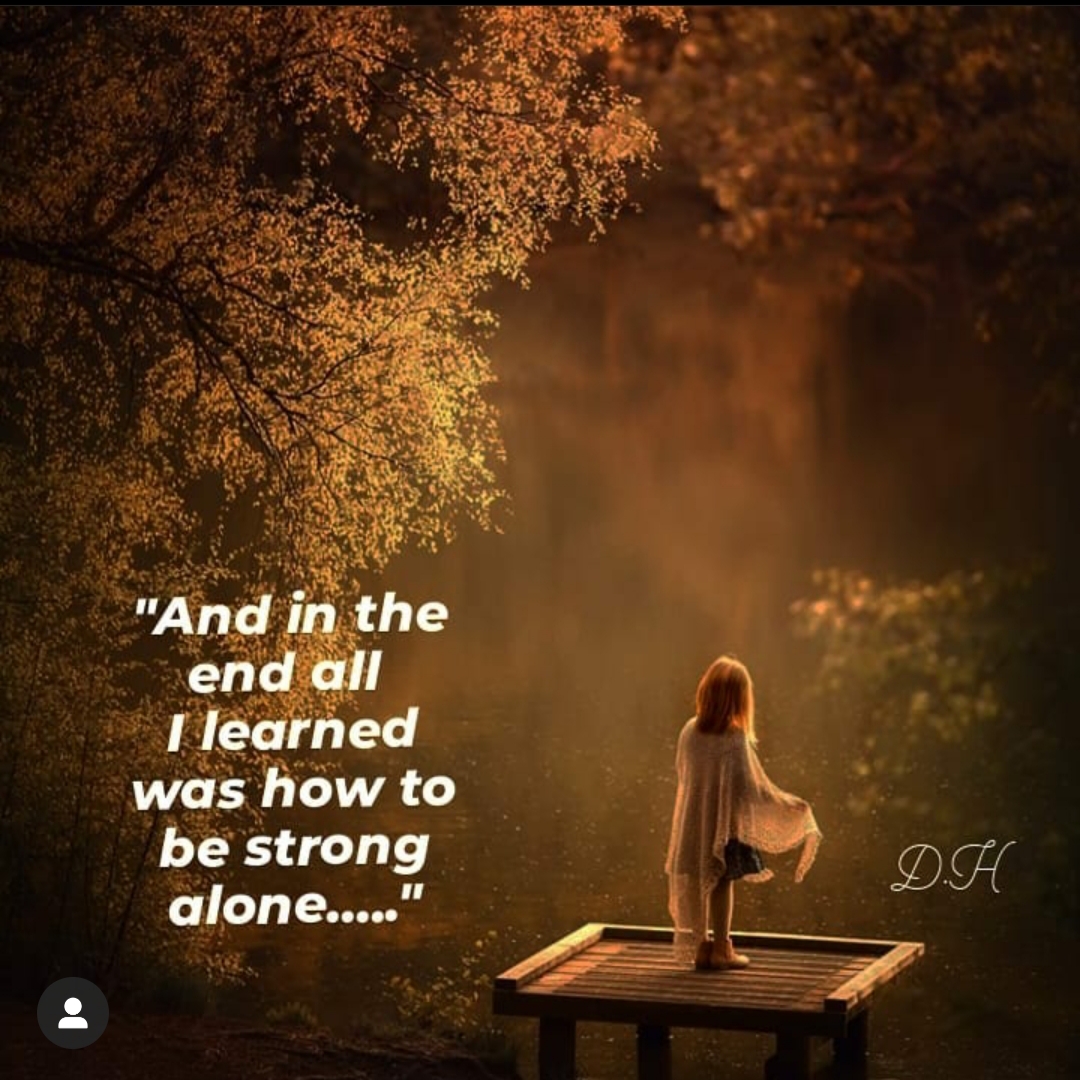 "And in the
end all
I learned
was how to
be strong
alone....."
D.H